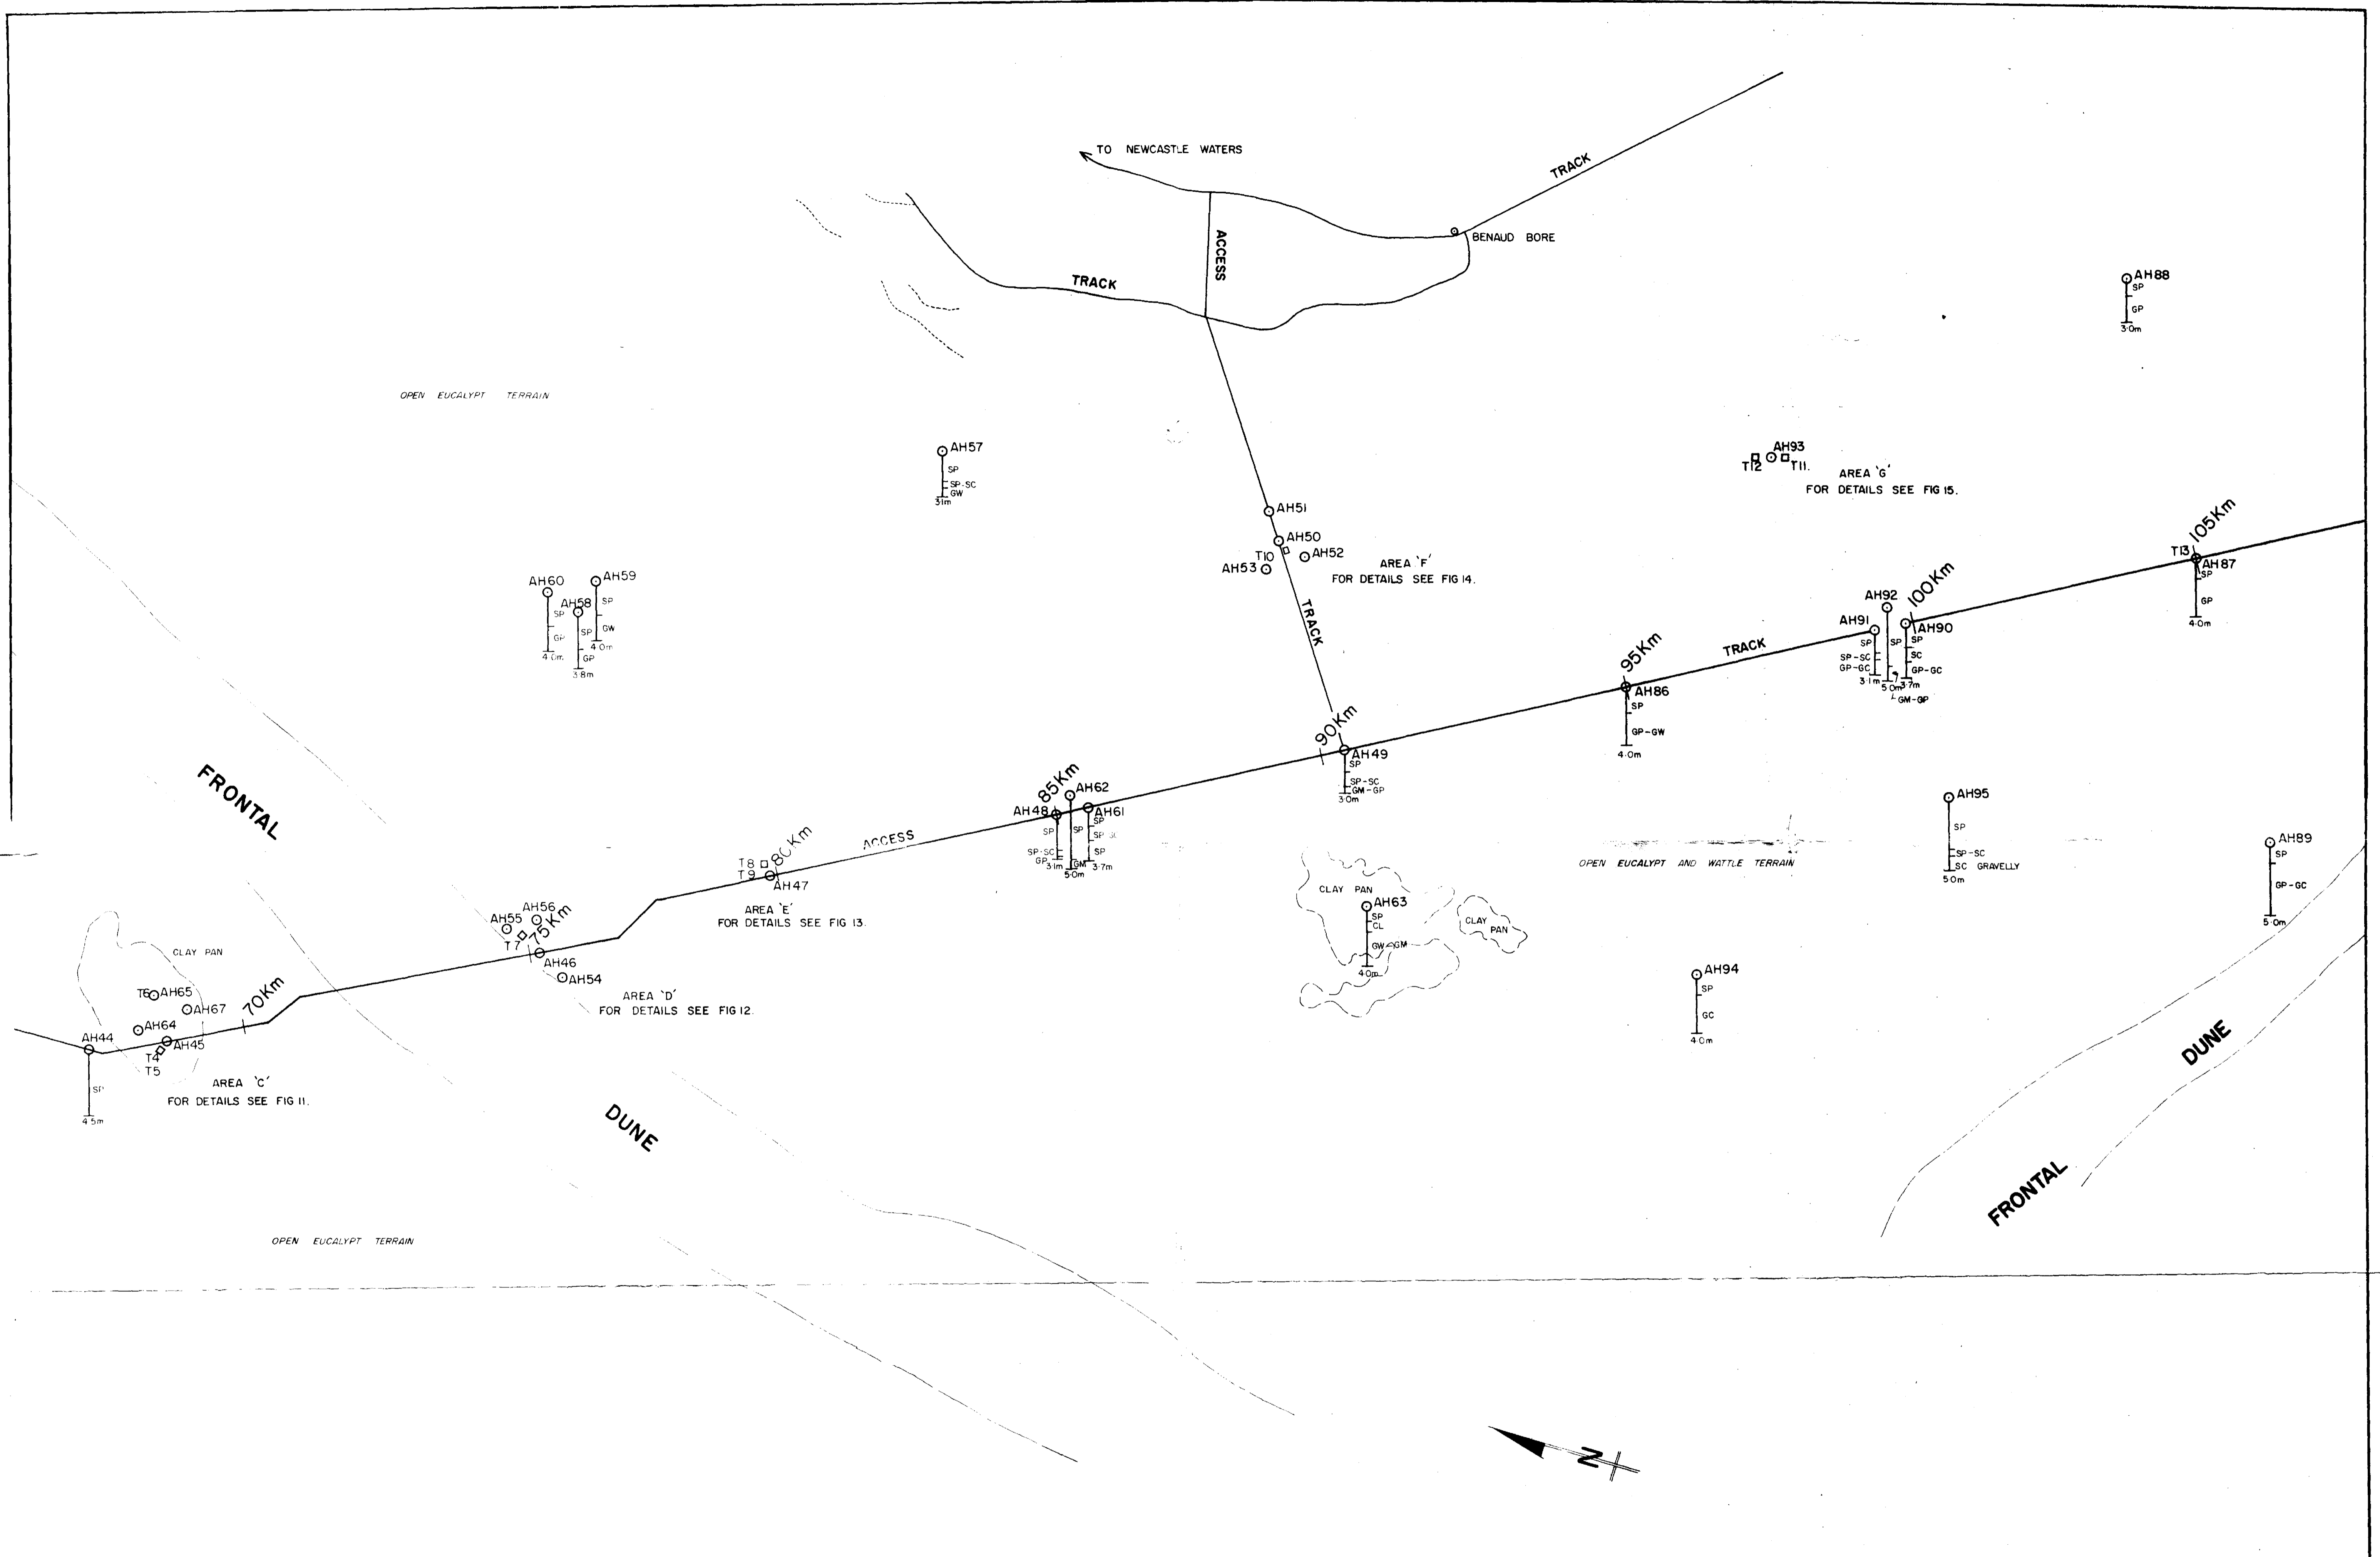 TO NEWCASTLE WATERS
TRACK
ACCESS
BENAUD BORE
TRACK
AH88
SP
GP
3·0m
OPEN EUCALYPT TERRAIN
AH57
SP
SP-SC
GW
3·1m
AH93
T12
T11.
AREA 'G'
FOR DETAILS SEE FIG 15.
AH51
AH50
T10
AH52
AH53
AREA 'F'
FOR DETAILS SEE FIG 14.
TRACK
105Km
T13
AH87
SP
GP
4·0m
AH60
SP
GP
4·0m
AH58
SP
GP
3·8m
AH59
SP
GW
4·0m
100Km
AH92
SP
5·0m
GM-GP
AH91
SP
SP-SC
GP-GC
3·1m
AH90
SP
SC
GP-GC
3·7m
TRACK
95Km
AH86
SP
GP-GW
4·0m
90Km
AH49
SP
SP-SC
GM-GP
3·0m
FRONTAL
85Km
AH48
SP
SP-SC
GP
3·1m
AH62
SP
GM
5·0m
AH61
SP
SP-SC
SP
3·7m
ACCESS
80Km
T8
T9
AH47
AREA 'E'
FOR DETAILS SEE FIG 13.
AH95
SP
SP-SC
SC GRAVELLY
5·0m
AH89
SP
GP-GC
5·0m
OPEN EUCALYPT AND WATTLE TERRAIN
CLAY PAN
AH63
SP
CL
GW-GM
4·0m
CLAY
PAN
AH55
AH56
T7
75Km
AH46
AH54
AREA 'D'
FOR DETAILS SEE FIG 12.
AH94
SP
GC
4·0m
CLAY PAN
T6
AH65
AH67
70Km
AH64
AH44
SP
4·5m
AH45
T4
T5
AREA 'C'
FOR DETAILS SEE FIG 11.
DUNE
DUNE
FRONTAL
OPEN EUCALYPT TERRAIN
N